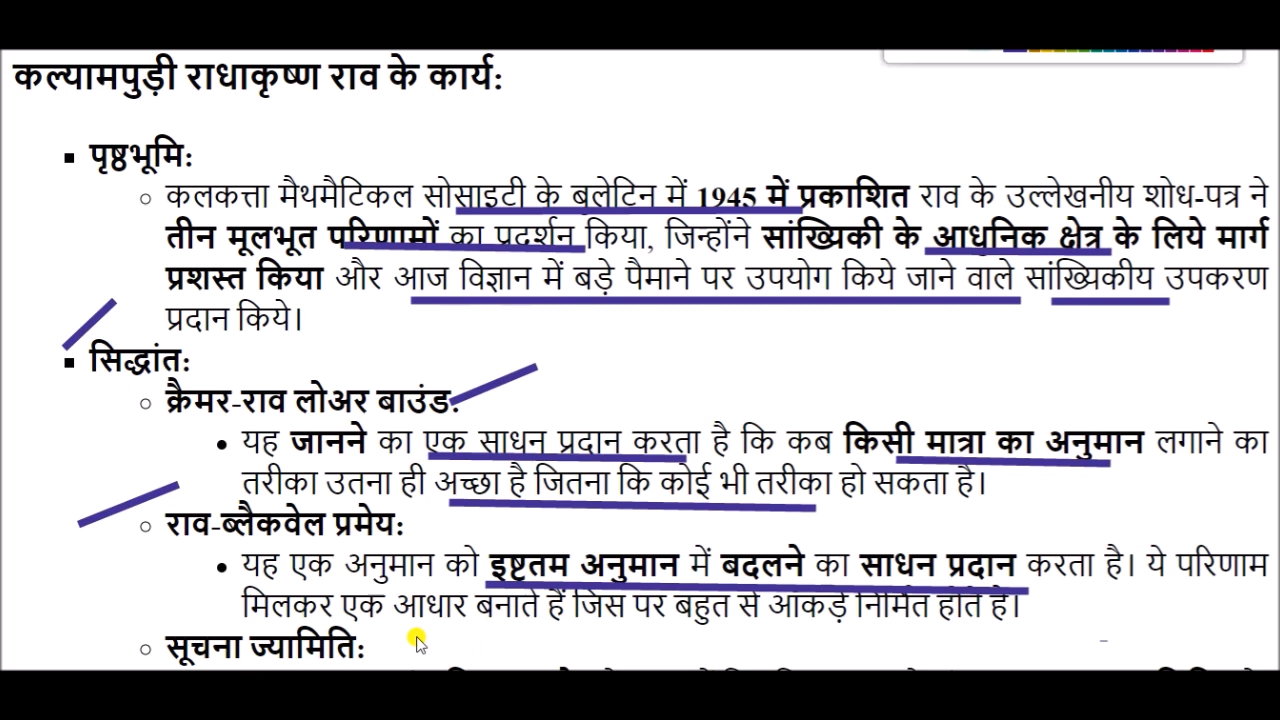 कल्यामपुड़ी राधाकृष्ण राव के कार्य:
▪ पृष्ठभूमि:
○ कलकत्ता मैथमैटिकल सोसाइटी के बुलेटिन में 1945 में प्रकाशित राव के उल्लेखनीय शोध-पत्र ने
तीन मूलभूत परिणामों का प्रदर्शन किया, जिन्होंने सांख्यिकी के आधुनिक क्षेत्र के लिये मार्ग
प्रशस्त किया और आज विज्ञान में बड़े पैमाने पर उपयोग किये जाने वाले सांख्यिकीय उपकरण
प्रदान किये।
▪ सिद्धांत:
○ क्रैमर-राव लोअर बाउंड:
• यह जानने का एक साधन प्रदान करता है कि कब किसी मात्रा का अनुमान लगाने का
तरीका उतना ही अच्छा है जितना कि कोई भी तरीका हो सकता है।
○ राव-ब्लैकवेल प्रमेय:
• यह एक अनुमान को इष्टतम अनुमान में बदलने का साधन प्रदान करता है। ये परिणाम
मिलकर एक आधार बनाते हैं जिस पर बहुत से आँकड़े निर्मित होते हैं।
○ सूचना ज्यामिति: